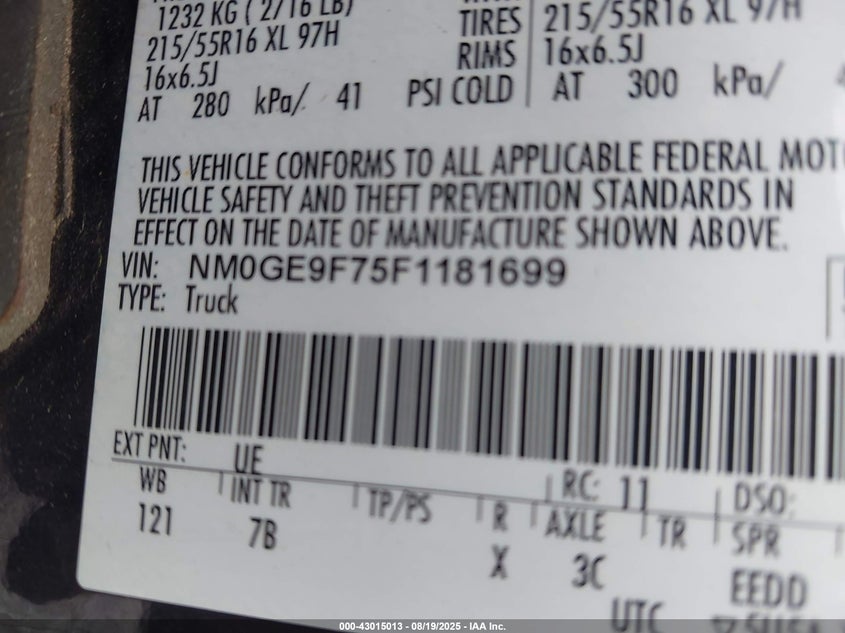 1232 KG ( 2716 LB)
215/55R16 XL 97H
16x6.5J
AT 280 kPa/ 41 PSI COLD
TIRES 215/55R16 XL 97H
RIMS 16x6.5J
AT 300 kPa/
THIS VEHICLE CONFORMS TO ALL APPLICABLE FEDERAL MOTO
VEHICLE SAFETY AND THEFT PREVENTION STANDARDS IN
EFFECT ON THE DATE OF MANUFACTURE SHOWN ABOVE.
VIN: NM0GE9F75F1181699
TYPE: Truck
EXT PNT: UE RC: 11 DSO:
WB INT TR TP/PS R AXLE TR SPR
121 7B X 3C EEDD
UTC
000-43015013 - 08/19/2025 - IAA Inc.